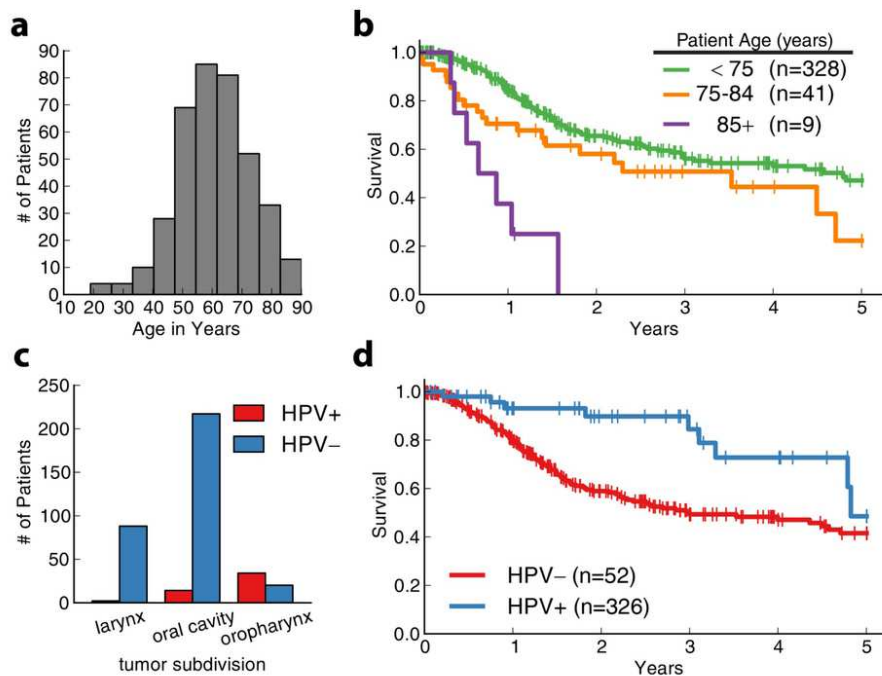 a
90
80
70
60
50
40
30
20
10
0
# of Patients
10 20 30 40 50 60 70 80 90
Age in Years
b
Patient Age (years)
< 75 (n=328)
75-84 (n=41)
85+ (n=9)
1.0
0.8
0.6
0.4
0.2
0.0
Survival
0 1 2 3 4 5
Years
c
250
200
150
100
50
0
# of Patients
HPV+
HPV−
larynx
oral cavity
oropharynx
tumor subdivision
d
1.0
0.8
0.6
0.4
0.2
0.0
Survival
HPV− (n=52)
HPV+ (n=326)
0 1 2 3 4 5
Years